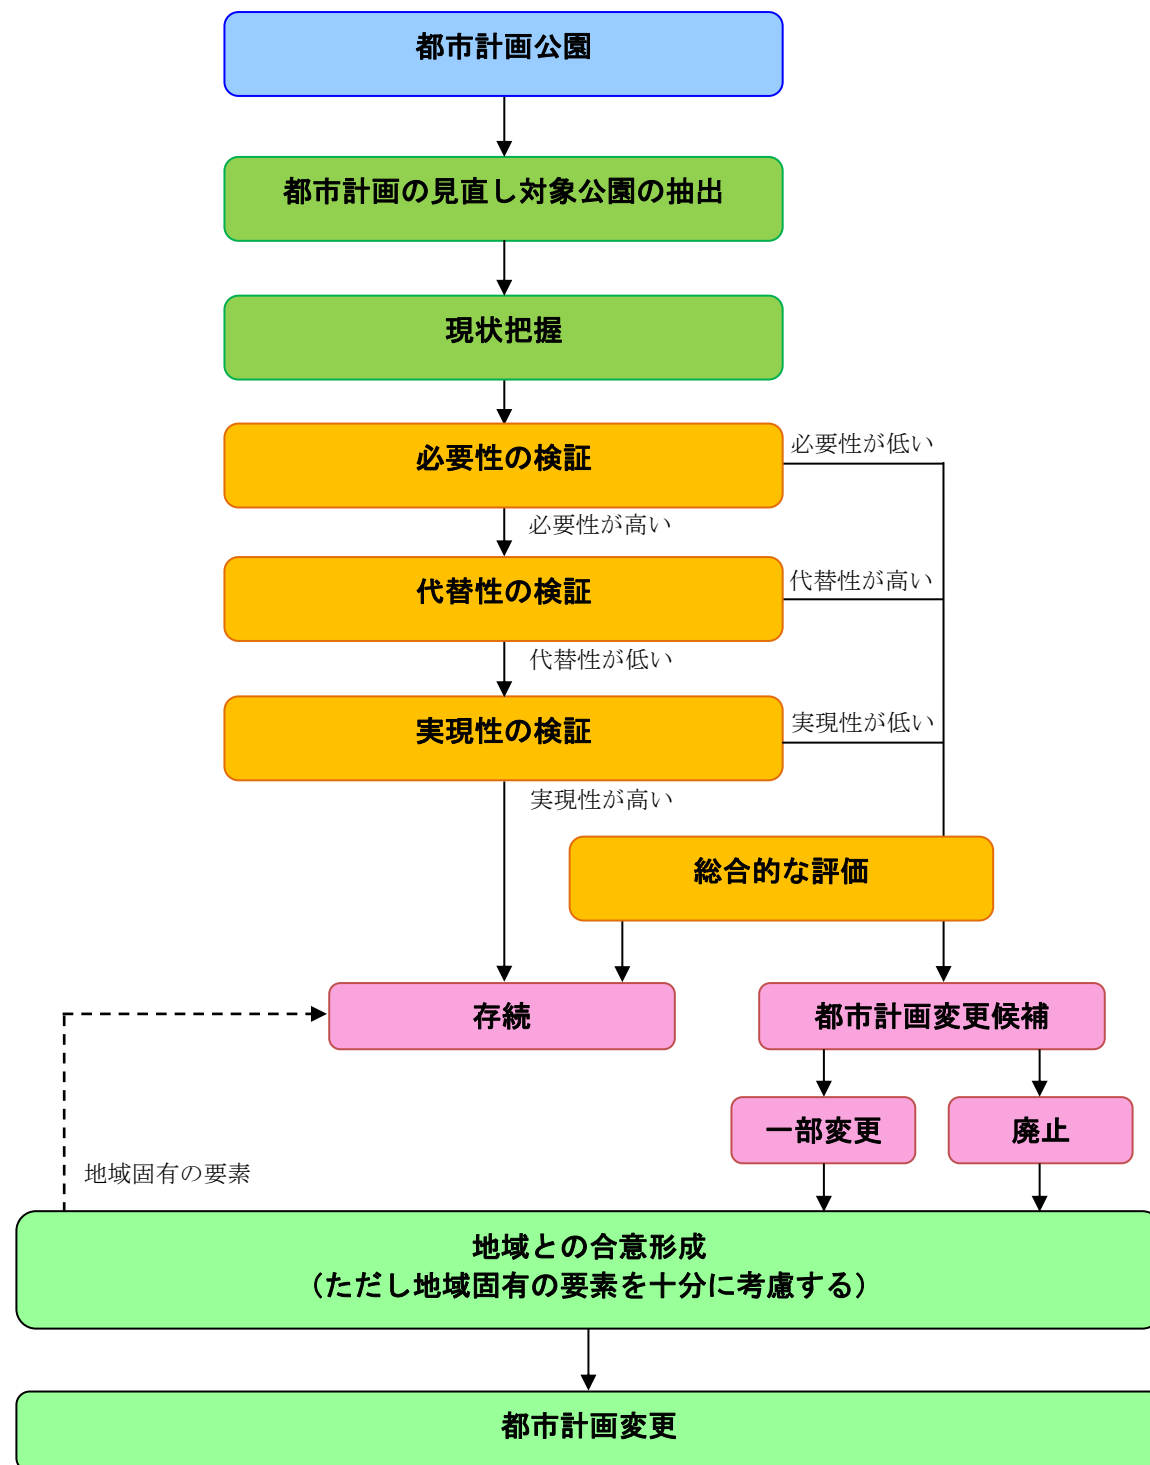 都市計画公園
都市計画の見直し対象公園の抽出
現状把握
必要性の検証
必要性が低い
必要性が高い
代替性の検証
代替性が高い
代替性が低い
実現性の検証
実現性が低い
実現性が高い
総合的な評価
存続
都市計画変更候補
一部変更
廃止
地域固有の要素
地域との合意形成
（ただし地域固有の要素を十分に考慮する）
都市計画変更